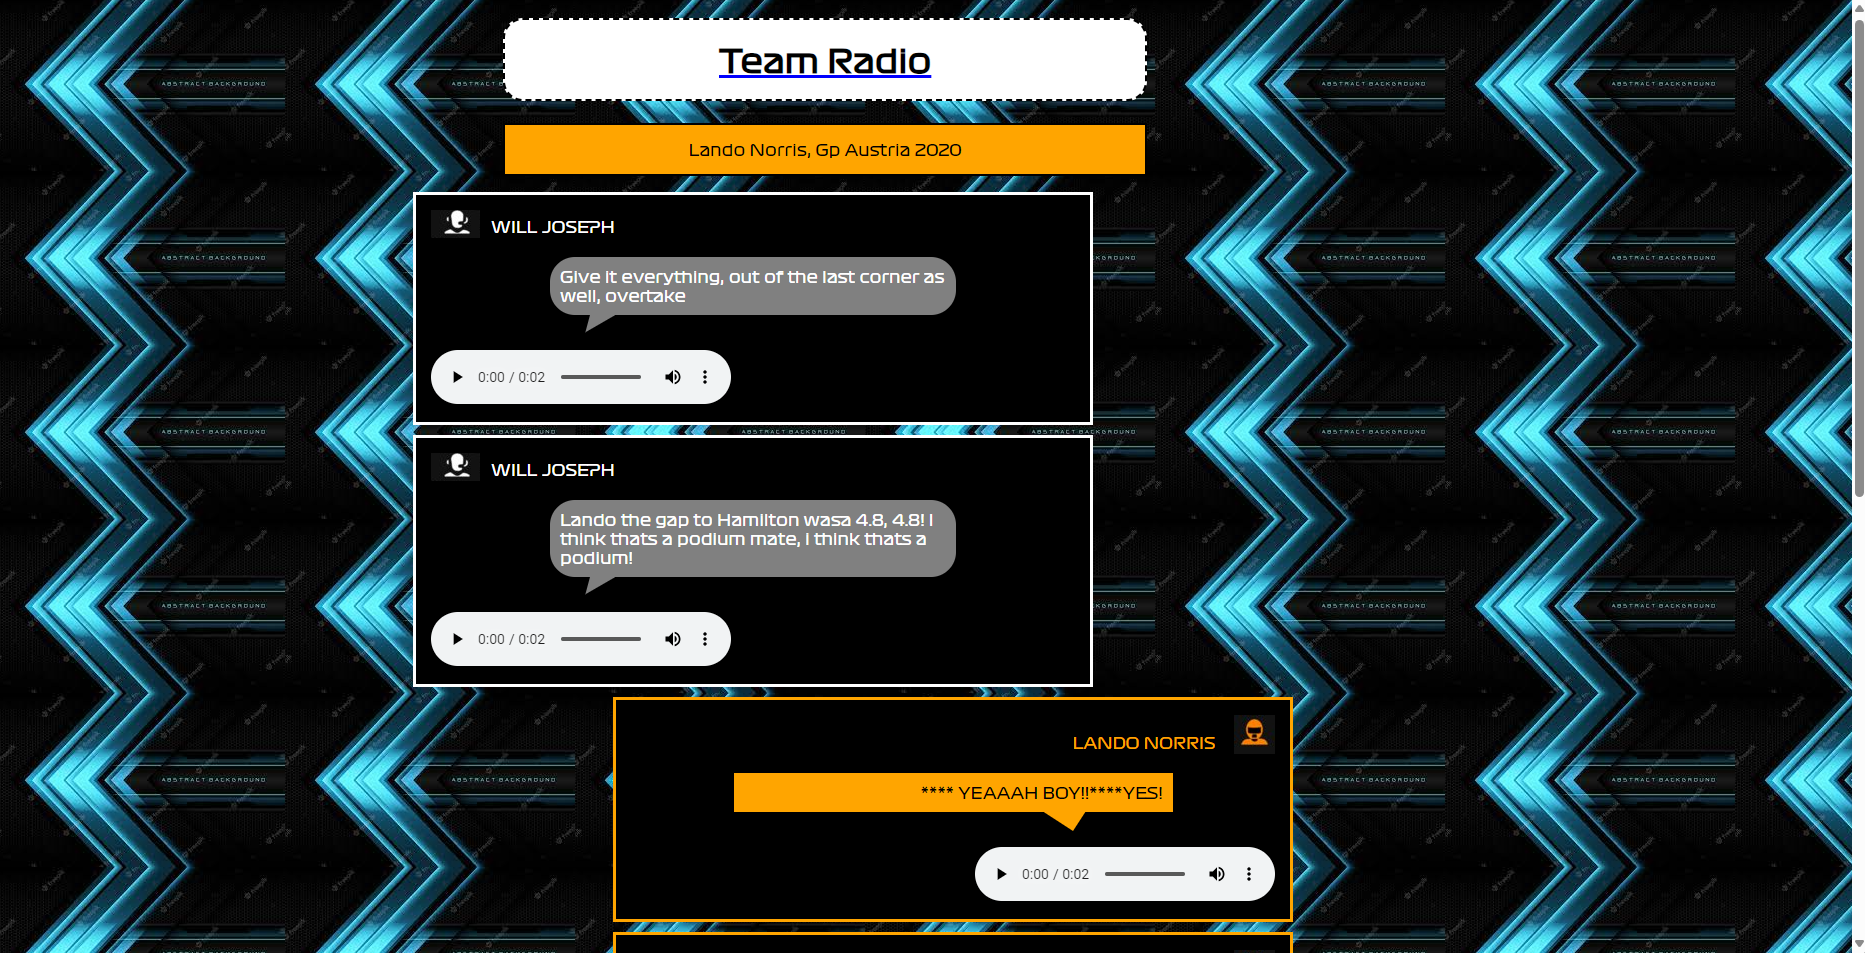 Team Radio
Lando Norris, Gp Austria 2020
WILL JOSEPH
Give it everything, out of the last corner as
well, overtake
0:00 / 0:02
ABSTRACT BACKGROUND
WILL JOSEPH
Lando the gap to Hamilton wasa 4.8, 4.8! I
think thats a podium mate, I think thats a
podium!
0:00 / 0:02
LANDO NORRIS
**** YEAAAH BOY!!****YES!
0:00 / 0:02